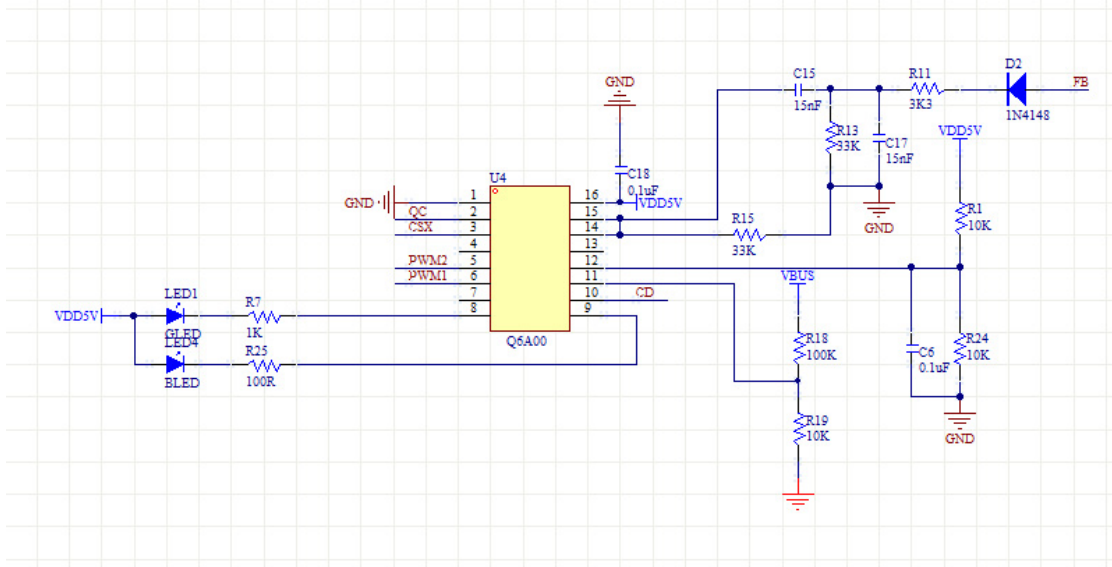 D2
C15
R11
FB
15nF
3K3
1N4148
GND
R13
33K
C17
15nF
VDD5V
C18
0.1uF
VDD5V
U4
GND
QC
CSX
PWM2
PWM1
1
2
3
4
5
6
7
8
16
15
14
13
12
11
10
9
Q6A00
R15
33K
GND
R1
10K
CD
VBUS
R18
100K
R19
10K
C6
0.1uF
R24
10K
GND
VDD5V
LED1
GLED
R7
1K
LED4
BLED
R25
100R